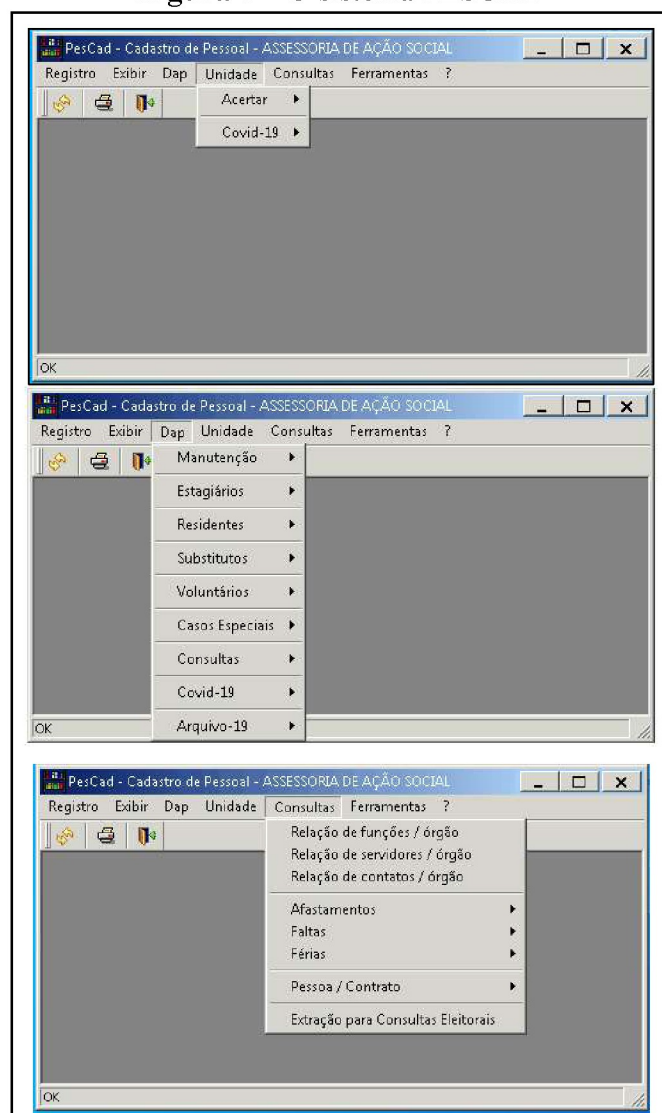 PesCad - Cadastro de Pessoal - ASSESSORIA DE AÇÃO SOCIAL
Registro Exibir Dap Unidade Consultas Ferramentas ?
Acertar
Covid-19
OK
PesCad - Cadastro de Pessoal - ASSESSORIA DE AÇÃO SOCIAL
Registro Exibir Dap Unidade Consultas Ferramentas ?
Manutenção
Estagiários
Residentes
Substitutos
Voluntários
Casos Especiais
Consultas
Covid-19
Arquivo-19
OK
PesCad - Cadastro de Pessoal - ASSESSORIA DE AÇÃO SOCIAL
Registro Exibir Dap Unidade Consultas Ferramentas ?
Relação de funções / órgão
Relação de servidores / órgão
Relação de contatos / órgão
Afastamentos
Faltas
Férias
Pessoa / Contrato
Extração para Consultas Eleitorais
OK